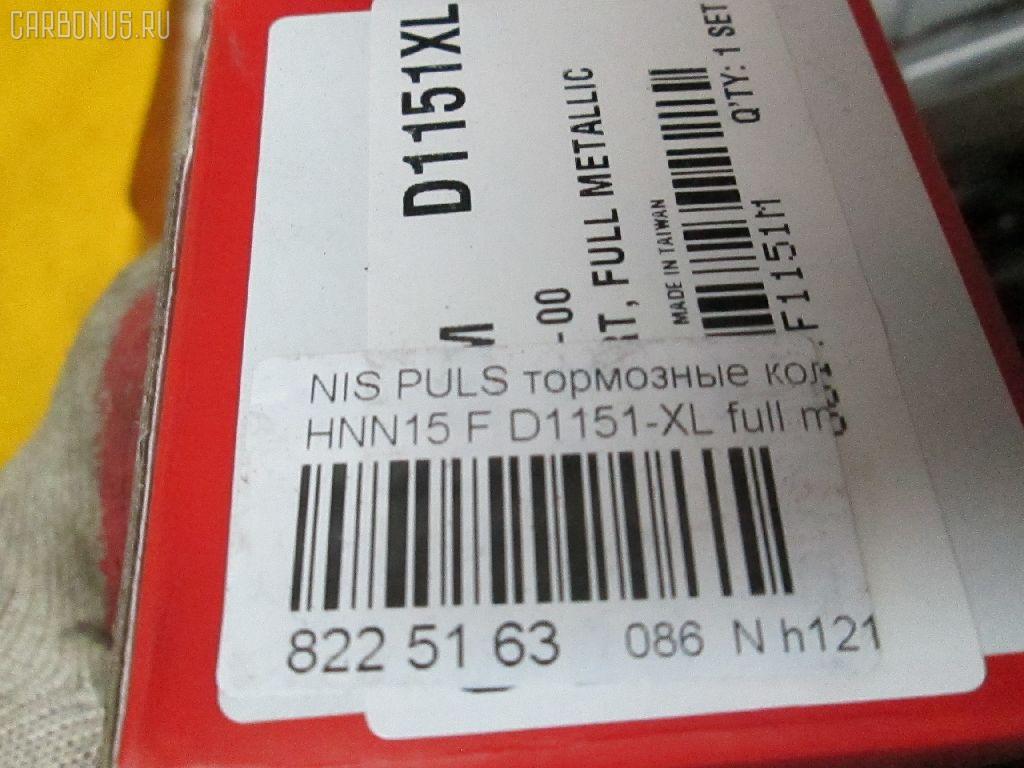 CARBONUS.RU
D1151XL
M
-00
RT, FULL METALLIC
MADE IN TAIWAN
Q'TY: 1 SET
F1151M
NIS PULS тормозные
HNN15 F D1151-XL full
822 51 63
086 N h121